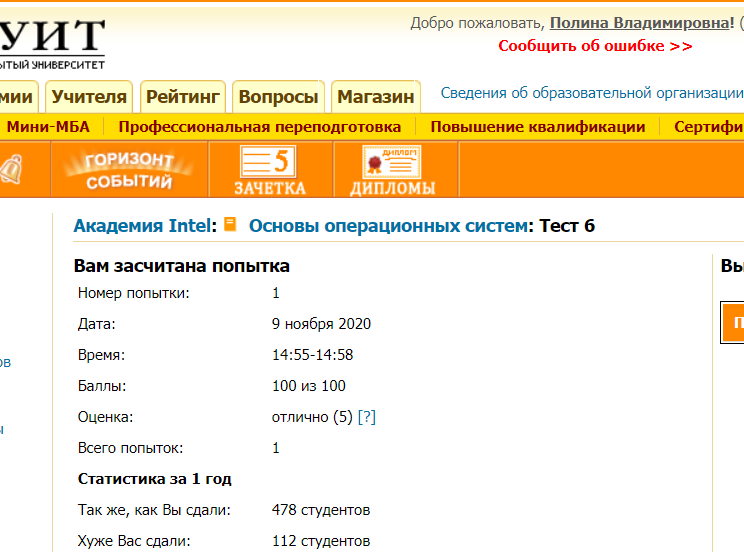 УИТ
Добро пожаловать, Полина Владимировна! (
Сообщить об ошибке >>
ЫТЫЙ УНИВЕРСИТЕТ
мии Учителя Рейтинг Вопросы Магазин Сведения об образовательной организации
Мини-МБА Профессиональная переподготовка Повышение квалификации Сертифи
ГОРИЗОНТ СОБЫТИЙ
5 ЗАЧЕТКА
ДИПЛОМ ДИПЛОМЫ
Академия Intel: Основы операционных систем: Тест 6
Вам засчитана попытка
Вы
Номер попытки: 1
П
Дата: 9 ноября 2020
Время: 14:55-14:58
ов
Баллы: 100 из 100
Оценка: отлично (5) [?]
ы
Всего попыток: 1
Статистика за 1 год
Так же, как Вы сдали: 478 студентов
Хуже Вас сдали: 112 студентов